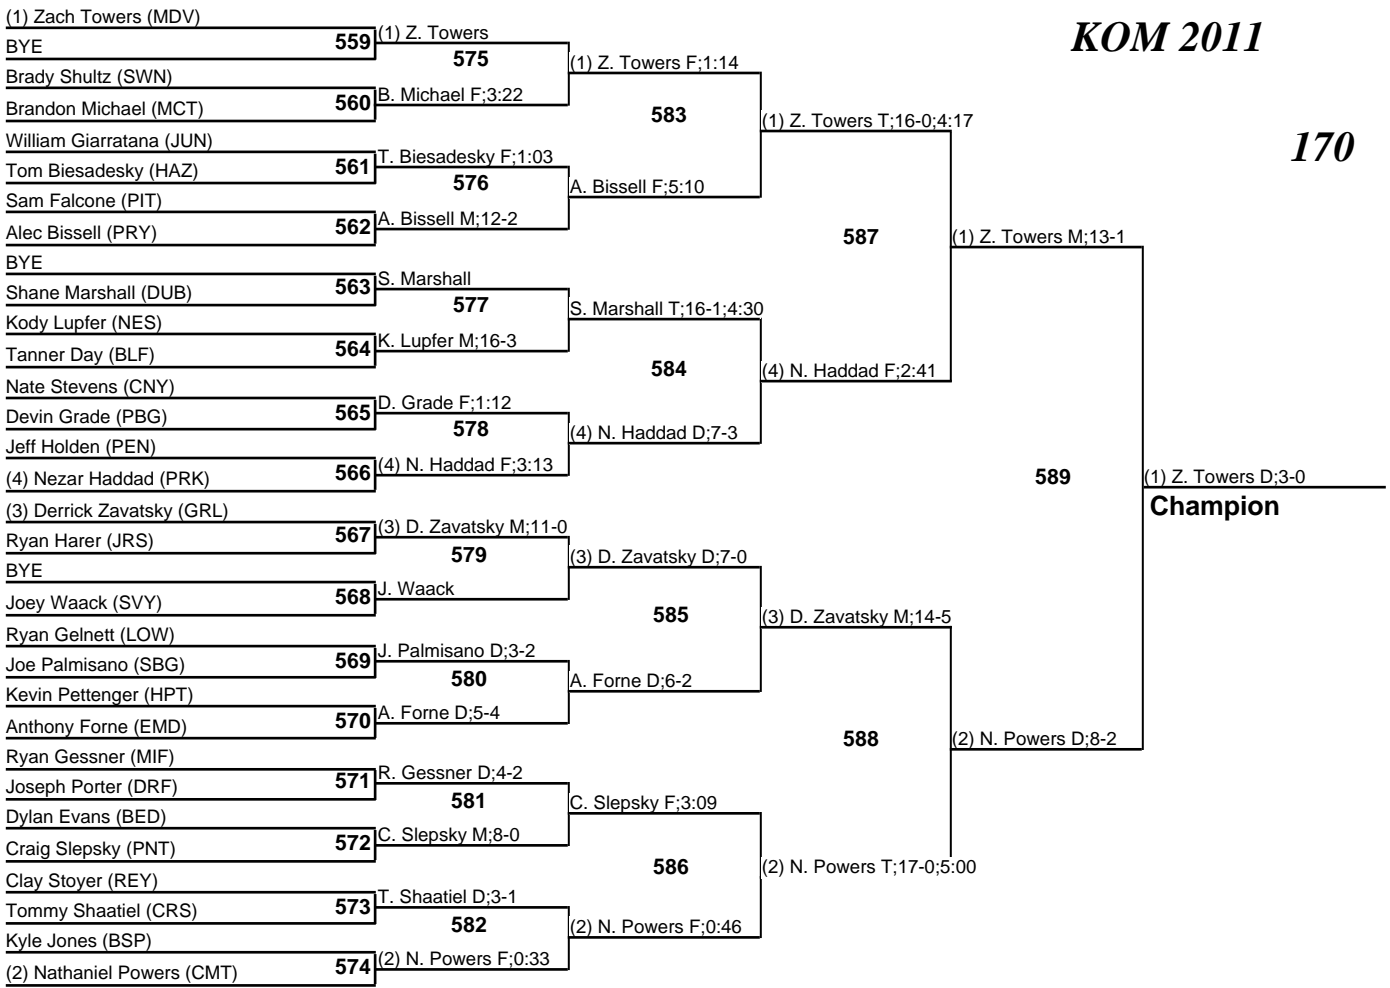 KOM 2011
170
(1) Zach Towers (MDV)
BYE
Brady Shultz (SWN)
Brandon Michael (MCT)
William Giarratana (JUN)
Tom Biesadesky (HAZ)
Sam Falcone (PIT)
Alec Bissell (PRY)
BYE
Shane Marshall (DUB)
Kody Lupfer (NES)
Tanner Day (BLF)
Nate Stevens (CNY)
Devin Grade (PBG)
Jeff Holden (PEN)
(4) Nezar Haddad (PRK)
(3) Derrick Zavatsky (GRL)
Ryan Harer (JRS)
BYE
Joey Waack (SVY)
Ryan Gelnett (LOW)
Joe Palmisano (SBG)
Kevin Pettenger (HPT)
Anthony Forne (EMD)
Ryan Gessner (MIF)
Joseph Porter (DRF)
Dylan Evans (BED)
Craig Slepsky (PNT)
Clay Stoyer (REY)
Tommy Shaatiel (CRS)
Kyle Jones (BSP)
(2) Nathaniel Powers (CMT)
559
560
561
562
563
564
565
566
567
568
569
570
571
572
573
574
(1) Z. Towers
575
B. Michael F;3:22
T. Biesadesky F;1:03
576
A. Bissell M;12-2
S. Marshall
577
K. Lupfer M;16-3
D. Grade F;1:12
578
(4) N. Haddad F;3:13
(3) D. Zavatsky M;11-0
579
J. Waack
J. Palmisano D;3-2
580
A. Forne D;5-4
R. Gessner D;4-2
581
C. Slepsky M;8-0
T. Shaatiel D;3-1
582
(2) N. Powers F;0:33
(1) Z. Towers F;1:14
583
A. Bissell F;5:10
S. Marshall T;16-1;4:30
584
(4) N. Haddad D;7-3
(3) D. Zavatsky D;7-0
585
A. Forne D;6-2
C. Slepsky F;3:09
586
(2) N. Powers F;0:46
(1) Z. Towers T;16-0;4:17
587
(4) N. Haddad F;2:41
(3) D. Zavatsky M;14-5
588
(2) N. Powers T;17-0;5:00
(1) Z. Towers M;13-1
589
(2) N. Powers D;8-2
(1) Z. Towers D;3-0
Champion